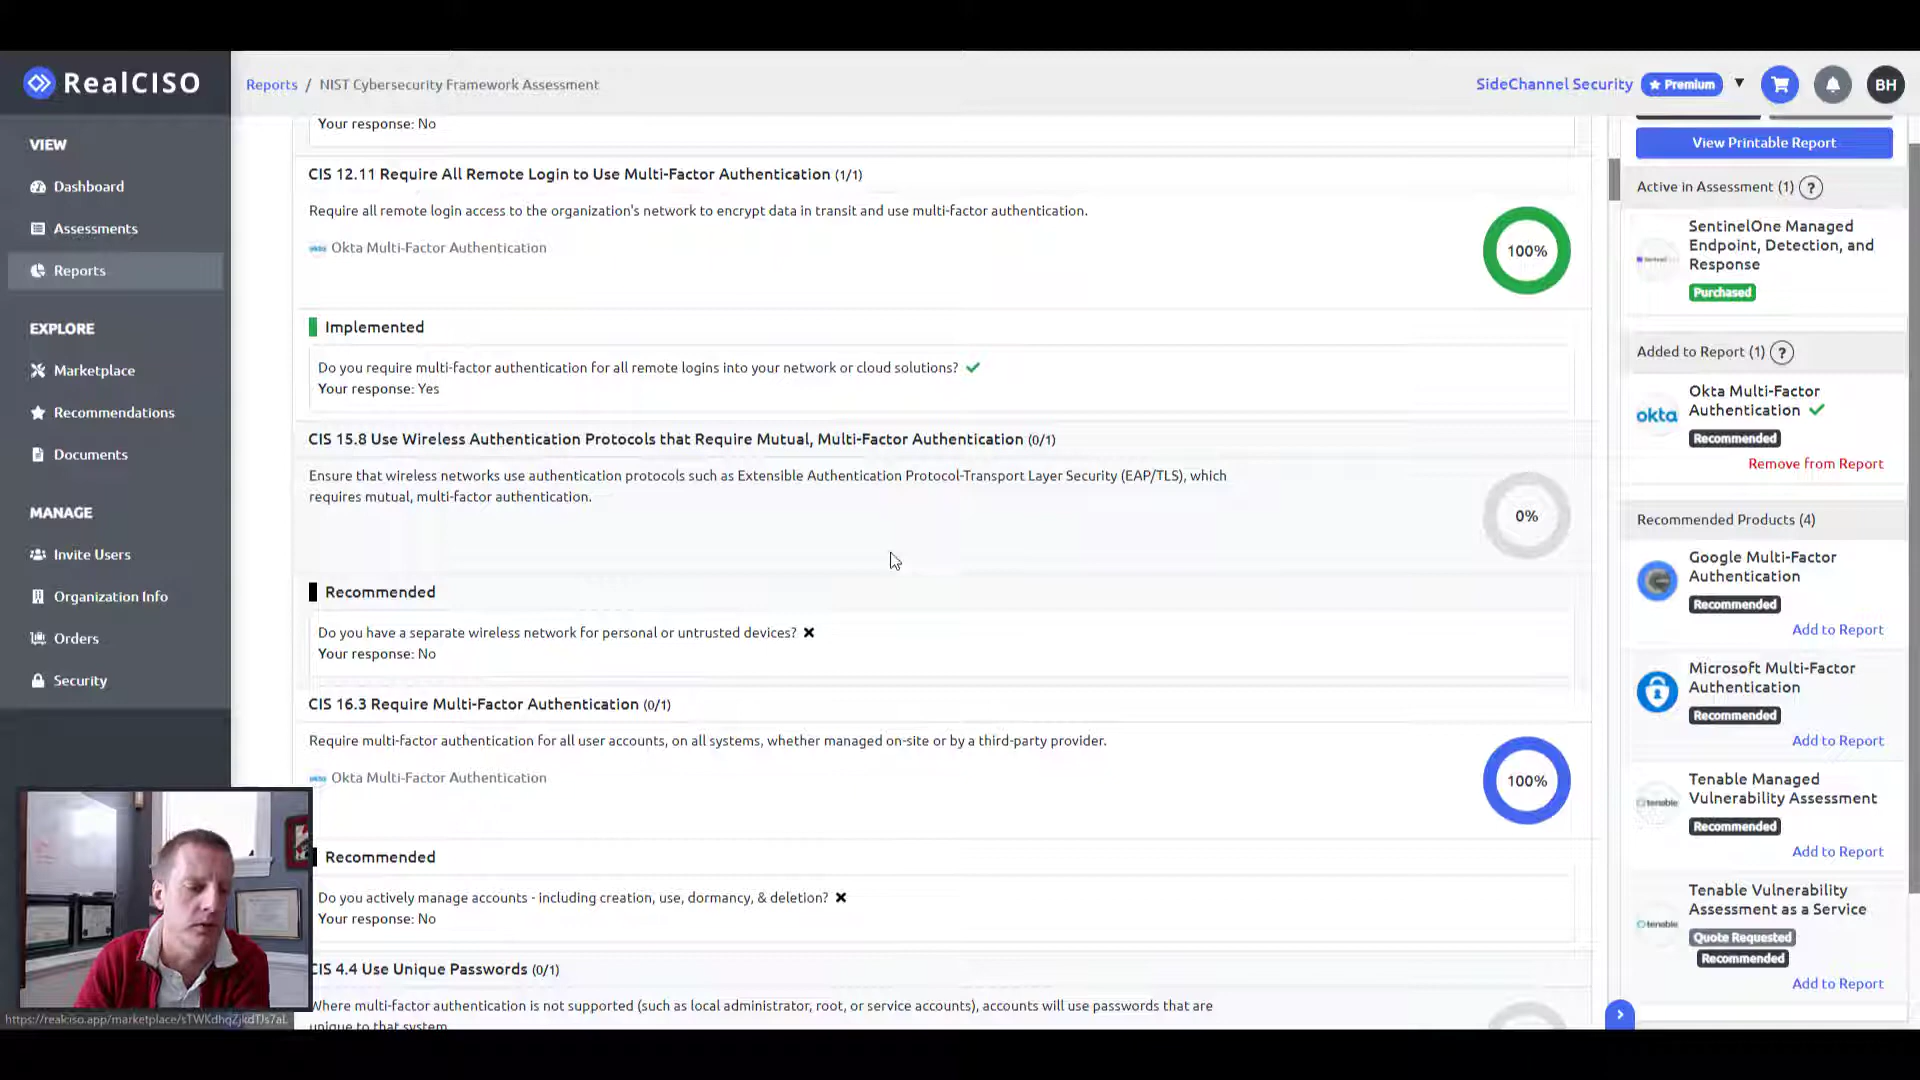 RealCISO
Reports / NIST Cybersecurity Framework Assessment
SideChannel Security
Premium
BH
VIEW
Dashboard
Assessments
Reports
EXPLORE
Marketplace
Recommendations
Documents
MANAGE
Invite Users
Organization Info
Orders
Security
Your response: No
CIS 12.11 Require All Remote Login to Use Multi-Factor Authentication (1/1)
Require all remote login access to the organization's network to encrypt data in transit and use multi-factor authentication.
Okta Multi-Factor Authentication
100%
Implemented
Do you require multi-factor authentication for all remote logins into your network or cloud solutions?
Your response: Yes
CIS 15.8 Use Wireless Authentication Protocols that Require Mutual, Multi-Factor Authentication (0/1)
Ensure that wireless networks use authentication protocols such as Extensible Authentication Protocol-Transport Layer Security (EAP/TLS), which
requires mutual, multi-factor authentication.
0%
Recommended
Do you have a separate wireless network for personal or untrusted devices?
Your response: No
CIS 16.3 Require Multi-Factor Authentication (0/1)
Require multi-factor authentication for all user accounts, on all systems, whether managed on-site or by a third-party provider.
Okta Multi-Factor Authentication
100%
Recommended
Do you actively manage accounts - including creation, use, dormancy, & deletion?
Your response: No
CIS 4.4 Use Unique Passwords (0/1)
Where multi-factor authentication is not supported (such as local administrator, root, or service accounts), accounts will use passwords that are
unique to that system.
View Printable Report
Active in Assessment (1) ?
SentinelOne Managed
Endpoint, Detection, and
Response
Purchased
Added to Report (1) ?
okta
Okta Multi-Factor
Authentication
Recommended
Remove from Report
Recommended Products (4)
Google Multi-Factor
Authentication
Recommended
Add to Report
Microsoft Multi-Factor
Authentication
Recommended
Add to Report
tenable
Tenable Managed
Vulnerability Assessment
Recommended
Add to Report
tenable
Tenable Vulnerability
Assessment as a Service
Quote Requested
Recommended
Add to Report